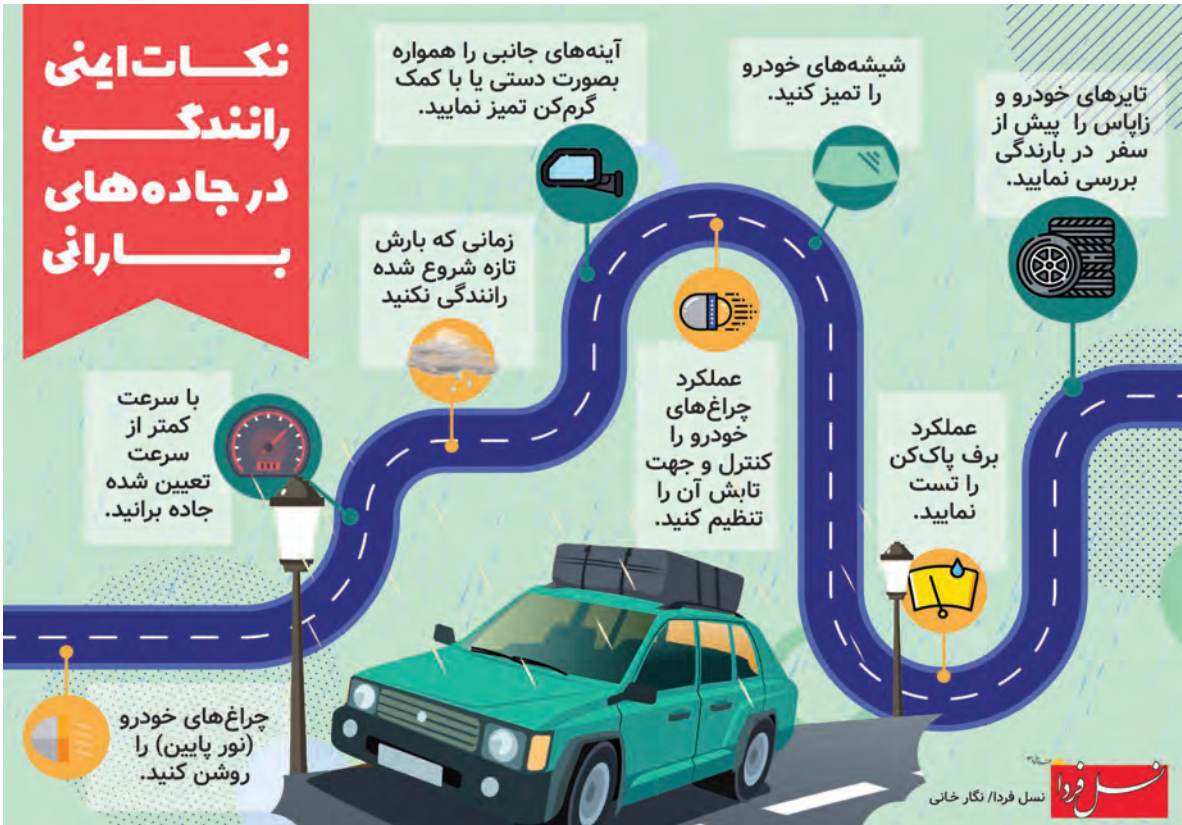 نکات ایمنی
رانندگی
در جاده‌های
بارانی
تایرهای خودرو و
زاپاس را پیش از
سفر در بارندگی
بررسی نمایید.
عملکرد
برف پاک‌کن
را تست
نمایید.
شیشه‌های خودرو
را تمیز کنید.
عملکرد
چراغ‌های
خودرو را
کنترل و جهت
تابش آن را
تنظیم کنید.
آینه‌های جانبی را همواره
بصورت دستی یا با کمک
گرم‌کن تمیز نمایید.
زمانی که بارش
تازه شروع شده
رانندگی نکنید
با سرعت
کمتر از
سرعت
تعیین شده
جاده برانید.
چراغ‌های خودرو
(نور پایین) را
روشن کنید.
نسل فردا
نسل فردا/ نگار خانی